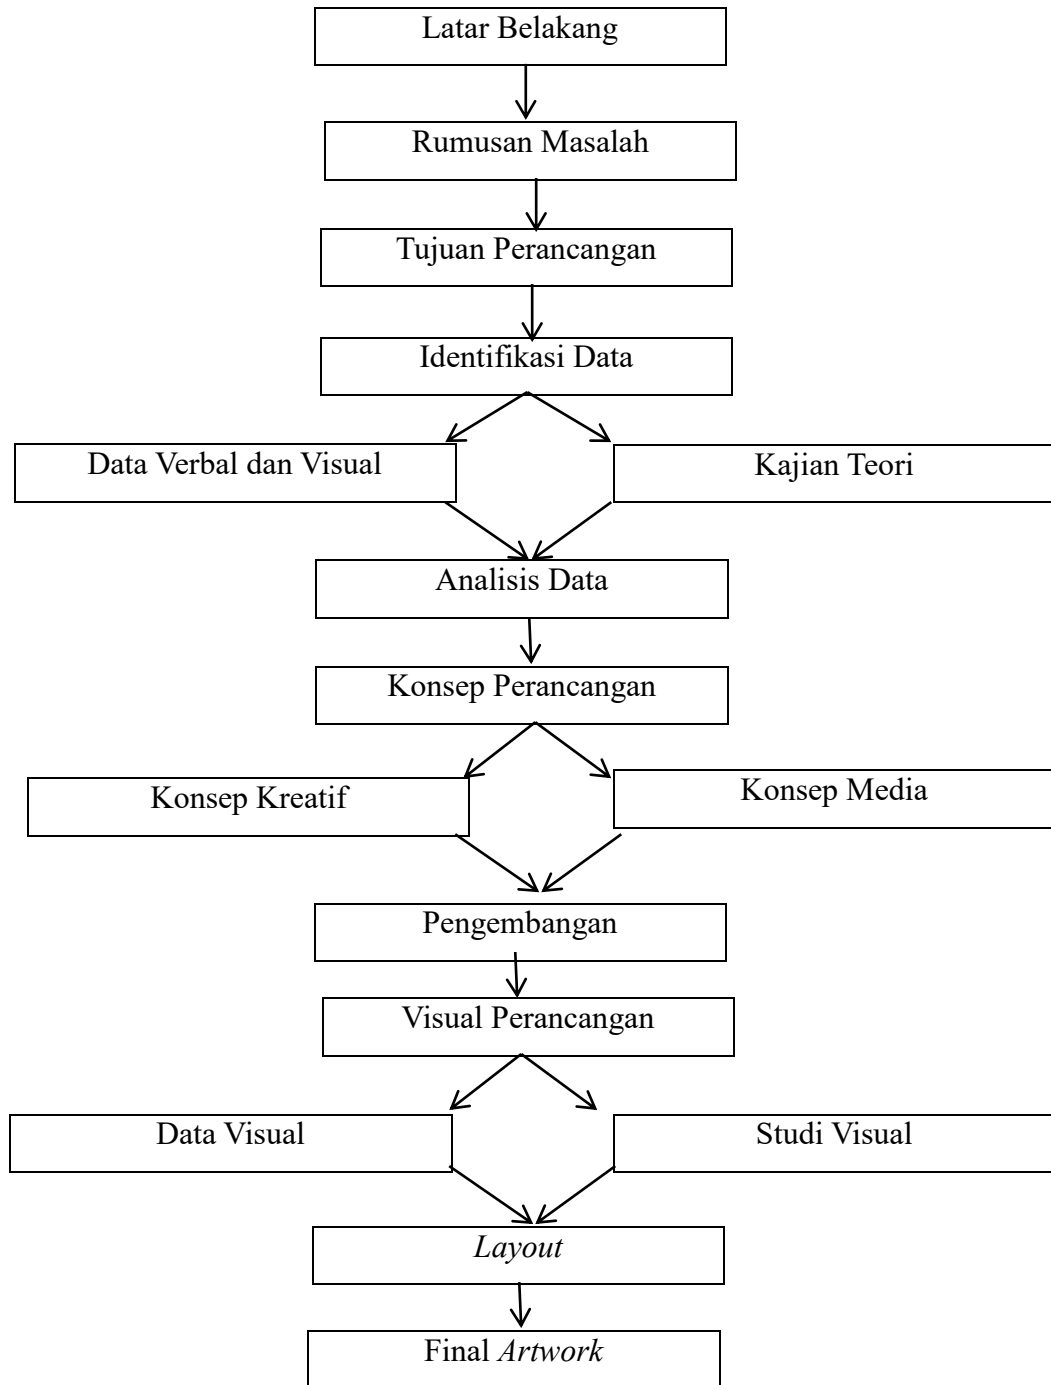 Latar Belakang
Rumusan Masalah
Tujuan Perancangan
Identifikasi Data
Data Verbal dan Visual
Kajian Teori
Analisis Data
Konsep Perancangan
Konsep Kreatif
Konsep Media
Pengembangan
Visual Perancangan
Data Visual
Studi Visual
Layout
Final Artwork